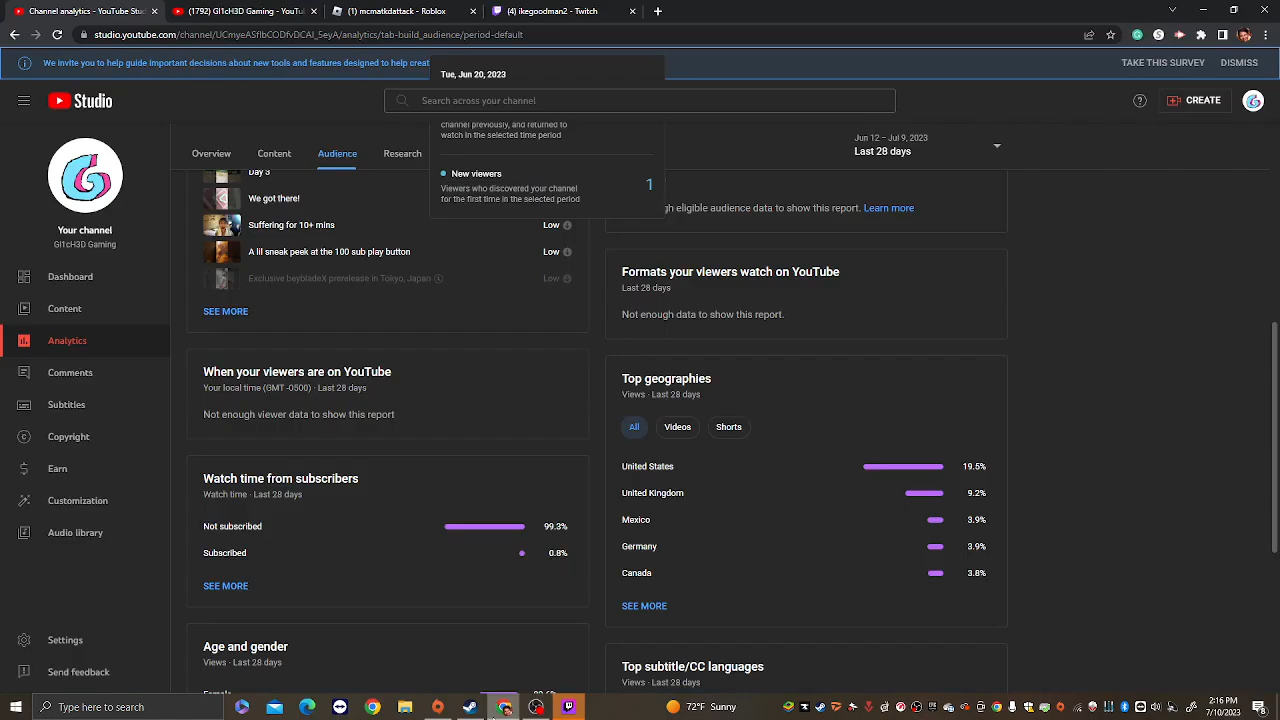 Channel analytics - YouTube Stu
(1792) Gl1cH3D Gaming - YouTu
(1) mcmatkdattack - Roblox
(4) ikegoodman2 - Twitch
We invite you to help guide important decisions about new tools and features designed to help creat
TAKE THIS SURVEY
DISMISS
Tue, Jun 20, 2023
Studio
Search across your channel
CREATE
channel previously, and returned to
watch in the selected time period
New viewers
1
Viewers who discovered your channel
for the first time in the selected period
Overview
Content
Audience
Research
Jun 12 – Jul 9, 2023
Last 28 days
Your channel
Gl1cH3D Gaming
Dashboard
Content
Analytics
Comments
Subtitles
Copyright
Earn
Customization
Audio library
Settings
Send feedback
Day 3
We got there!
Suffering for 10+ mins
Low
A lil sneak peek at the 100 sub play button
Low
Exclusive beybladeX prerelease in Tokyo, Japan
Low
SEE MORE
When your viewers are on YouTube
Your local time (GMT -0500) · Last 28 days
Not enough viewer data to show this report
Watch time from subscribers
Watch time · Last 28 days
Not subscribed
99.3%
Subscribed
0.8%
SEE MORE
Age and gender
Views · Last 28 days
Female
gh eligible audience data to show this report. Learn more
Formats your viewers watch on YouTube
Last 28 days
Not enough data to show this report.
Top geographies
Views · Last 28 days
All
Videos
Shorts
United States
19.5%
United Kingdom
9.2%
Mexico
3.9%
Germany
3.9%
Canada
3.8%
SEE MORE
Top subtitle/CC languages
Views · Last 28 days
Type here to search
72°F Sunny
2:16 PM
7/10/2023